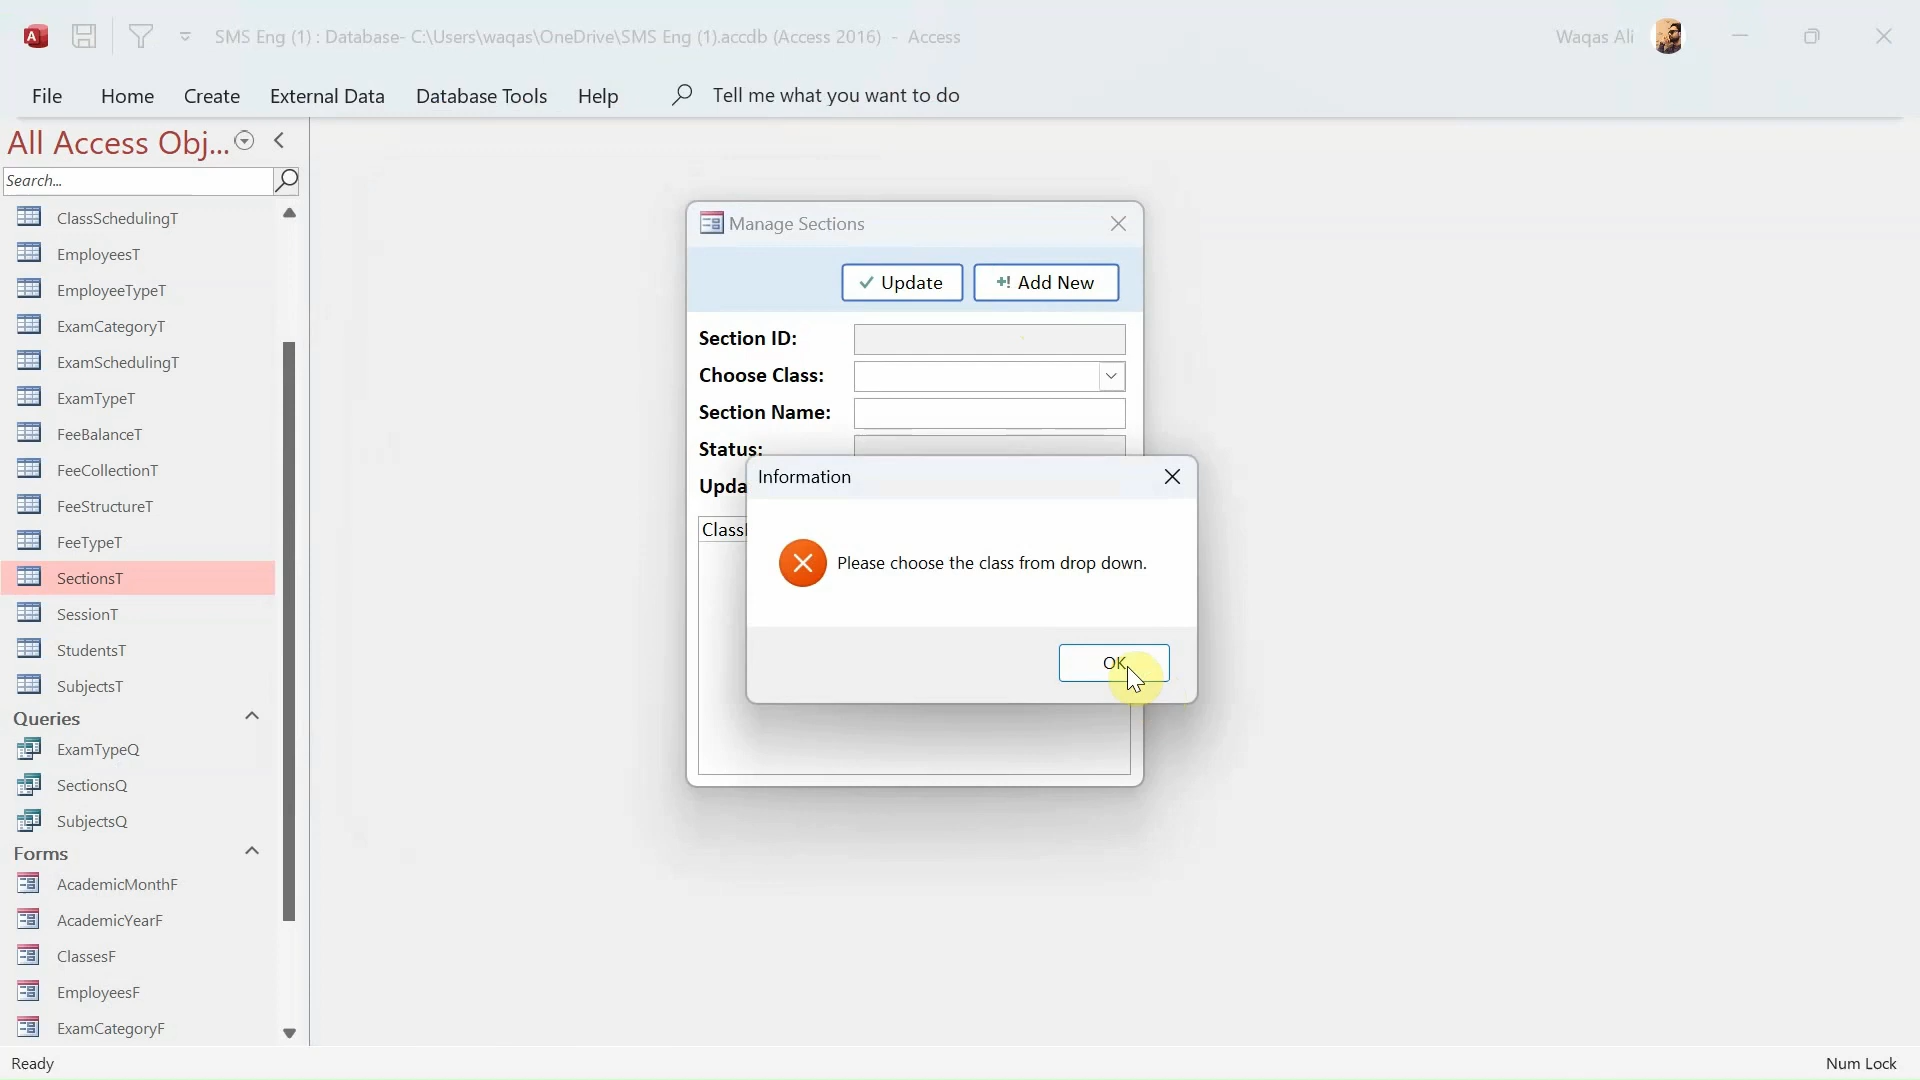 SMS Eng (1) : Database- C:\Users\waqas\OneDrive\SMS Eng (1).accdb (Access 2016) - Access
Waqas Ali
File Home Create External Data Database Tools Help Tell me what you want to do
All Access Obj...
Search...
ClassSchedulingT
EmployeesT
EmployeeTypeT
ExamCategoryT
ExamSchedulingT
ExamTypeT
FeeBalanceT
FeeCollectionT
FeeStructureT
FeeTypeT
SectionsT
SessionT
StudentsT
SubjectsT
Queries
ExamTypeQ
SectionsQ
SubjectsQ
Forms
AcademicMonthF
AcademicYearF
ClassesF
EmployeesF
ExamCategoryF
Manage Sections
Update Add New
Section ID:
Choose Class:
Section Name:
Status:
Upda
Class
Information
Please choose the class from drop down.
OK
Ready
Num Lock